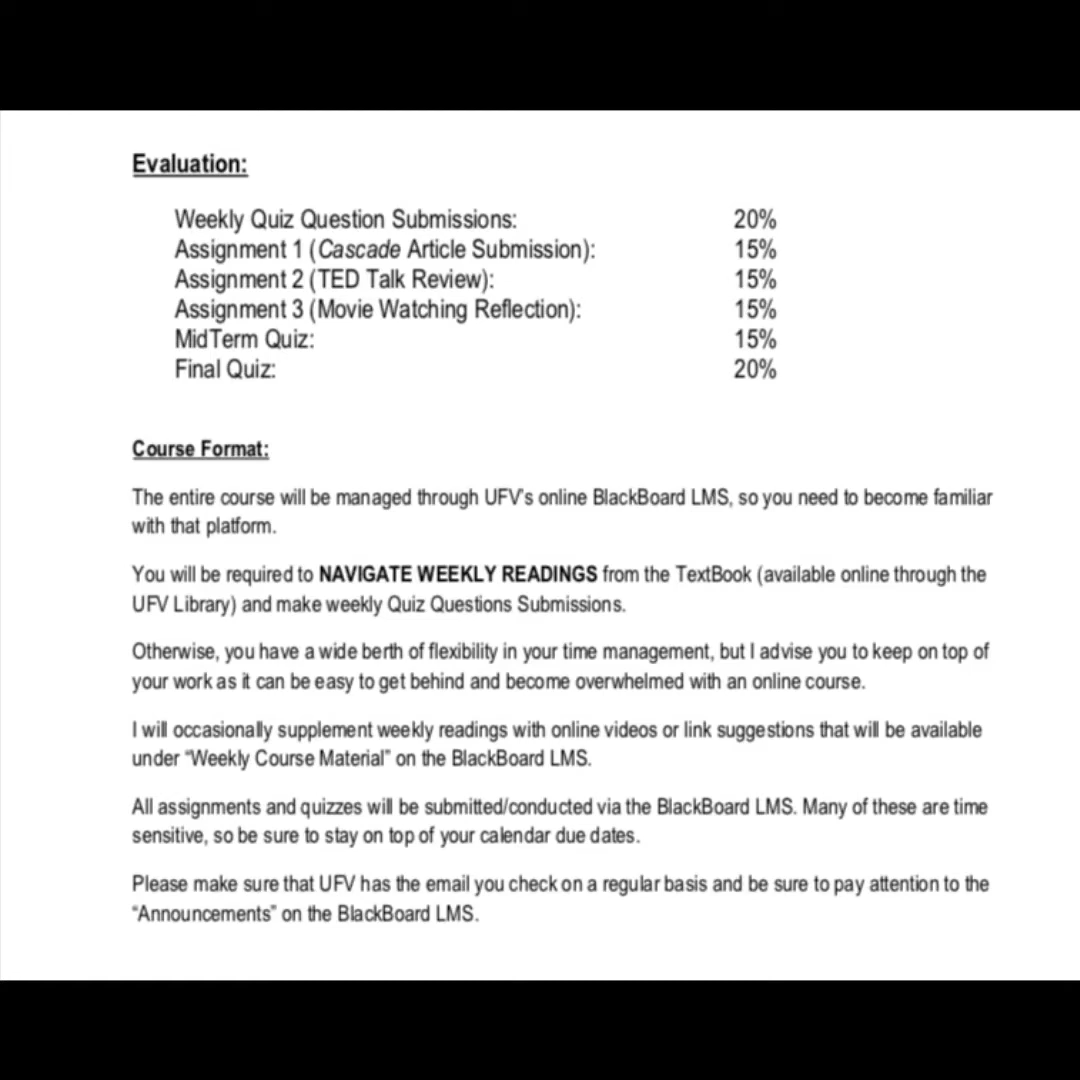 Evaluation:
Weekly Quiz Question Submissions: 20%
Assignment 1 (Cascade Article Submission): 15%
Assignment 2 (TED Talk Review): 15%
Assignment 3 (Movie Watching Reflection): 15%
MidTerm Quiz: 15%
Final Quiz: 20%
Course Format:
The entire course will be managed through UFV's online BlackBoard LMS, so you need to become familiar
with that platform.
You will be required to NAVIGATE WEEKLY READINGS from the TextBook (available online through the
UFV Library) and make weekly Quiz Questions Submissions.
Otherwise, you have a wide berth of flexibility in your time management, but I advise you to keep on top of
your work as it can be easy to get behind and become overwhelmed with an online course.
I will occasionally supplement weekly readings with online videos or link suggestions that will be available
under “Weekly Course Material” on the BlackBoard LMS.
All assignments and quizzes will be submitted/conducted via the BlackBoard LMS. Many of these are time
sensitive, so be sure to stay on top of your calendar due dates.
Please make sure that UFV has the email you check on a regular basis and be sure to pay attention to the
“Announcements” on the BlackBoard LMS.